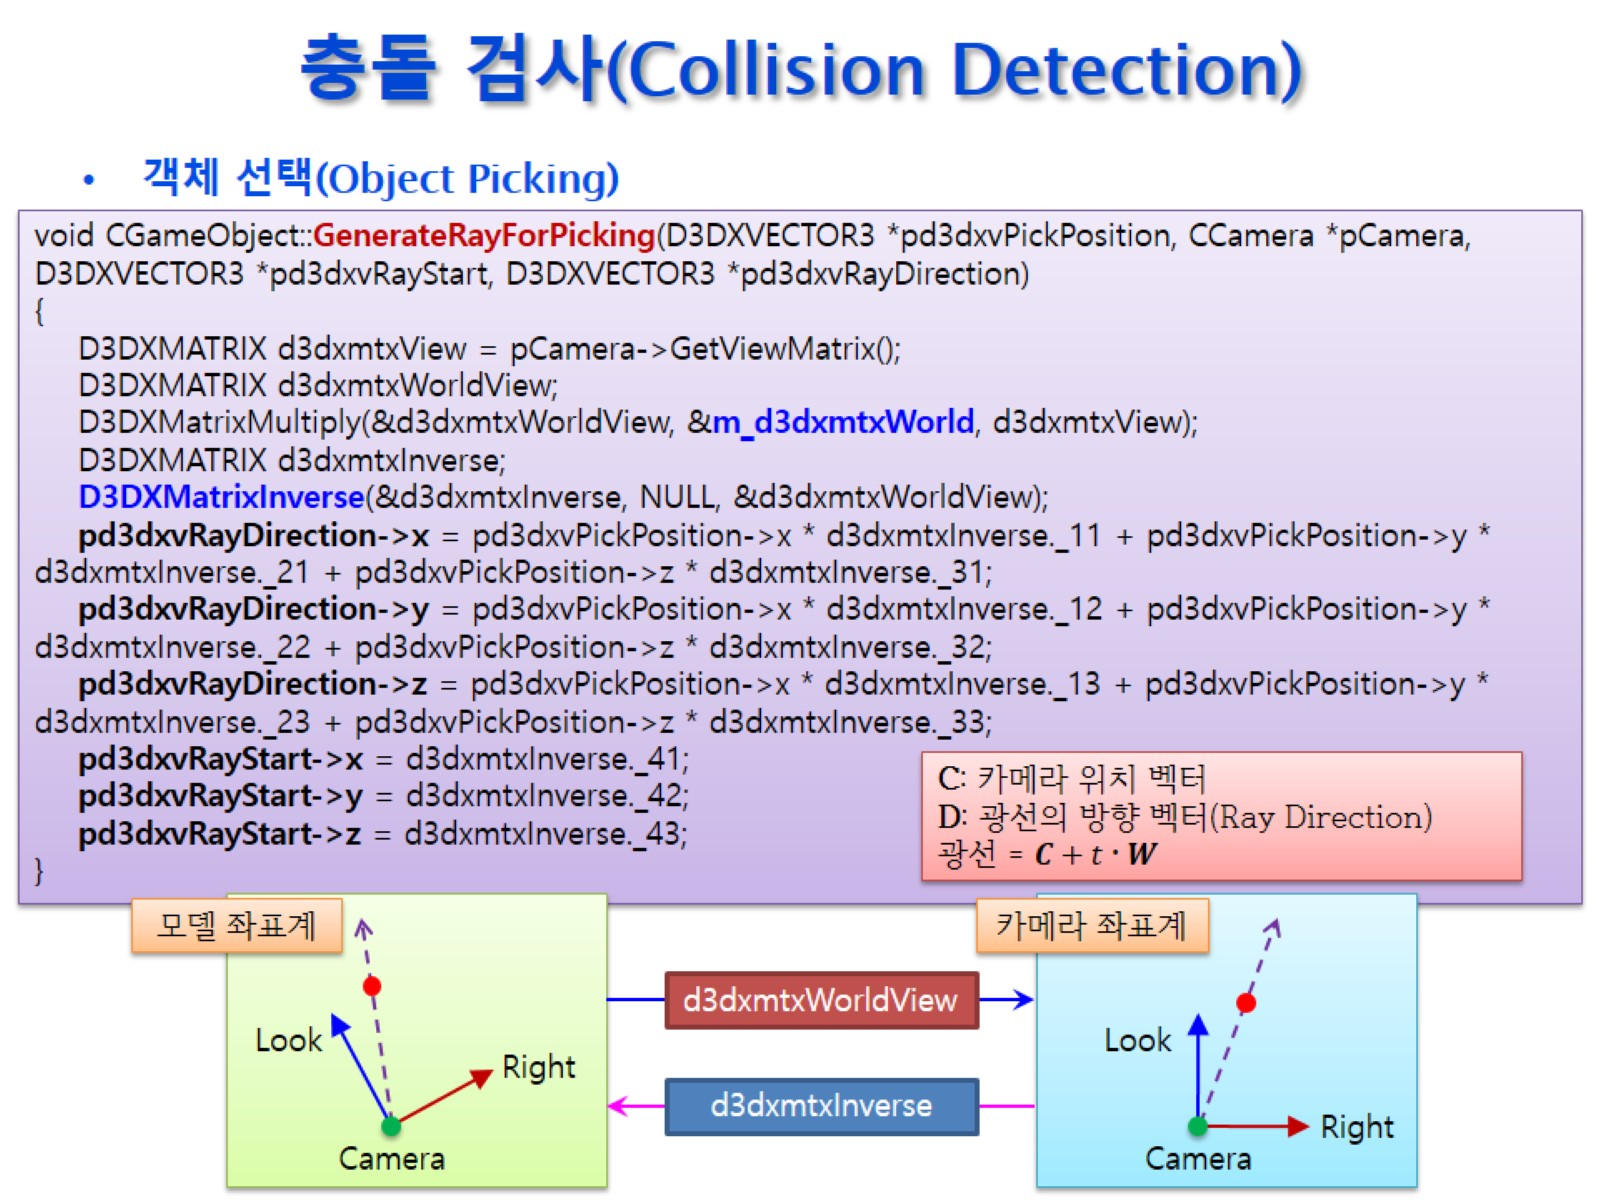 충돌 검사(Collision Detection)
• 객체 선택(Object Picking)
void CGameObject::GenerateRayForPicking(D3DXVECTOR3 *pd3dxvPickPosition, CCamera *pCamera,
D3DXVECTOR3 *pd3dxvRayStart, D3DXVECTOR3 *pd3dxvRayDirection)
{
D3DXMATRIX d3dxmtxView = pCamera->GetViewMatrix();
D3DXMATRIX d3dxmtxWorldView;
D3DXMatrixMultiply(&d3dxmtxWorldView, &m_d3dxmtxWorld, d3dxmtxView);
D3DXMATRIX d3dxmtxInverse;
D3DXMatrixInverse(&d3dxmtxInverse, NULL, &d3dxmtxWorldView);
pd3dxvRayDirection->x = pd3dxvPickPosition->x * d3dxmtxInverse._11 + pd3dxvPickPosition->y *
d3dxmtxInverse._21 + pd3dxvPickPosition->z * d3dxmtxInverse._31;
pd3dxvRayDirection->y = pd3dxvPickPosition->x * d3dxmtxInverse._12 + pd3dxvPickPosition->y *
d3dxmtxInverse._22 + pd3dxvPickPosition->z * d3dxmtxInverse._32;
pd3dxvRayDirection->z = pd3dxvPickPosition->x * d3dxmtxInverse._13 + pd3dxvPickPosition->y *
d3dxmtxInverse._23 + pd3dxvPickPosition->z * d3dxmtxInverse._33;
pd3dxvRayStart->x = d3dxmtxInverse._41;
pd3dxvRayStart->y = d3dxmtxInverse._42;
pd3dxvRayStart->z = d3dxmtxInverse._43;
}
C: 카메라 위치 벡터
D: 광선의 방향 벡터(Ray Direction)
광선 = C + t · W
모델 좌표계
Look
Right
Camera
d3dxmtxWorldView
d3dxmtxInverse
카메라 좌표계
Look
Right
Camera